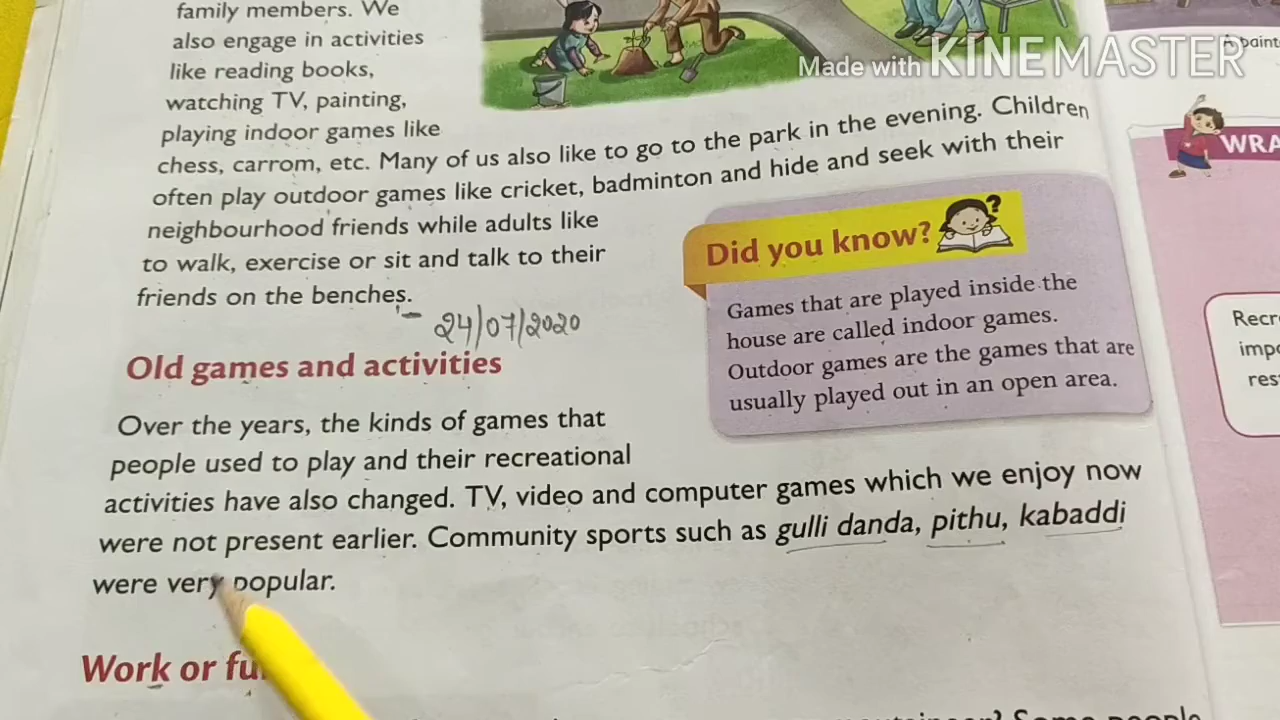 family members. We
also engage in activities
like reading books,
watching TV, painting,
playing indoor games like
chess, carrom, etc. Many of us also like to go to the park in the evening. Children
often play outdoor games like cricket, badminton and hide and seek with their
neighbourhood friends while adults like
to walk, exercise or sit and talk to their
friends on the benches.
24/07/2020
Did you know?
Games that are played inside the
house are called indoor games.
Outdoor games are the games that are
usually played out in an open area.
Old games and activities
Over the years, the kinds of games that
people used to play and their recreational
activities have also changed. TV, video and computer games which we enjoy now
were not present earlier. Community sports such as gulli danda, pithu, kabaddi
were very popular.
Work or
Some people
Made with KINEMASTER
A